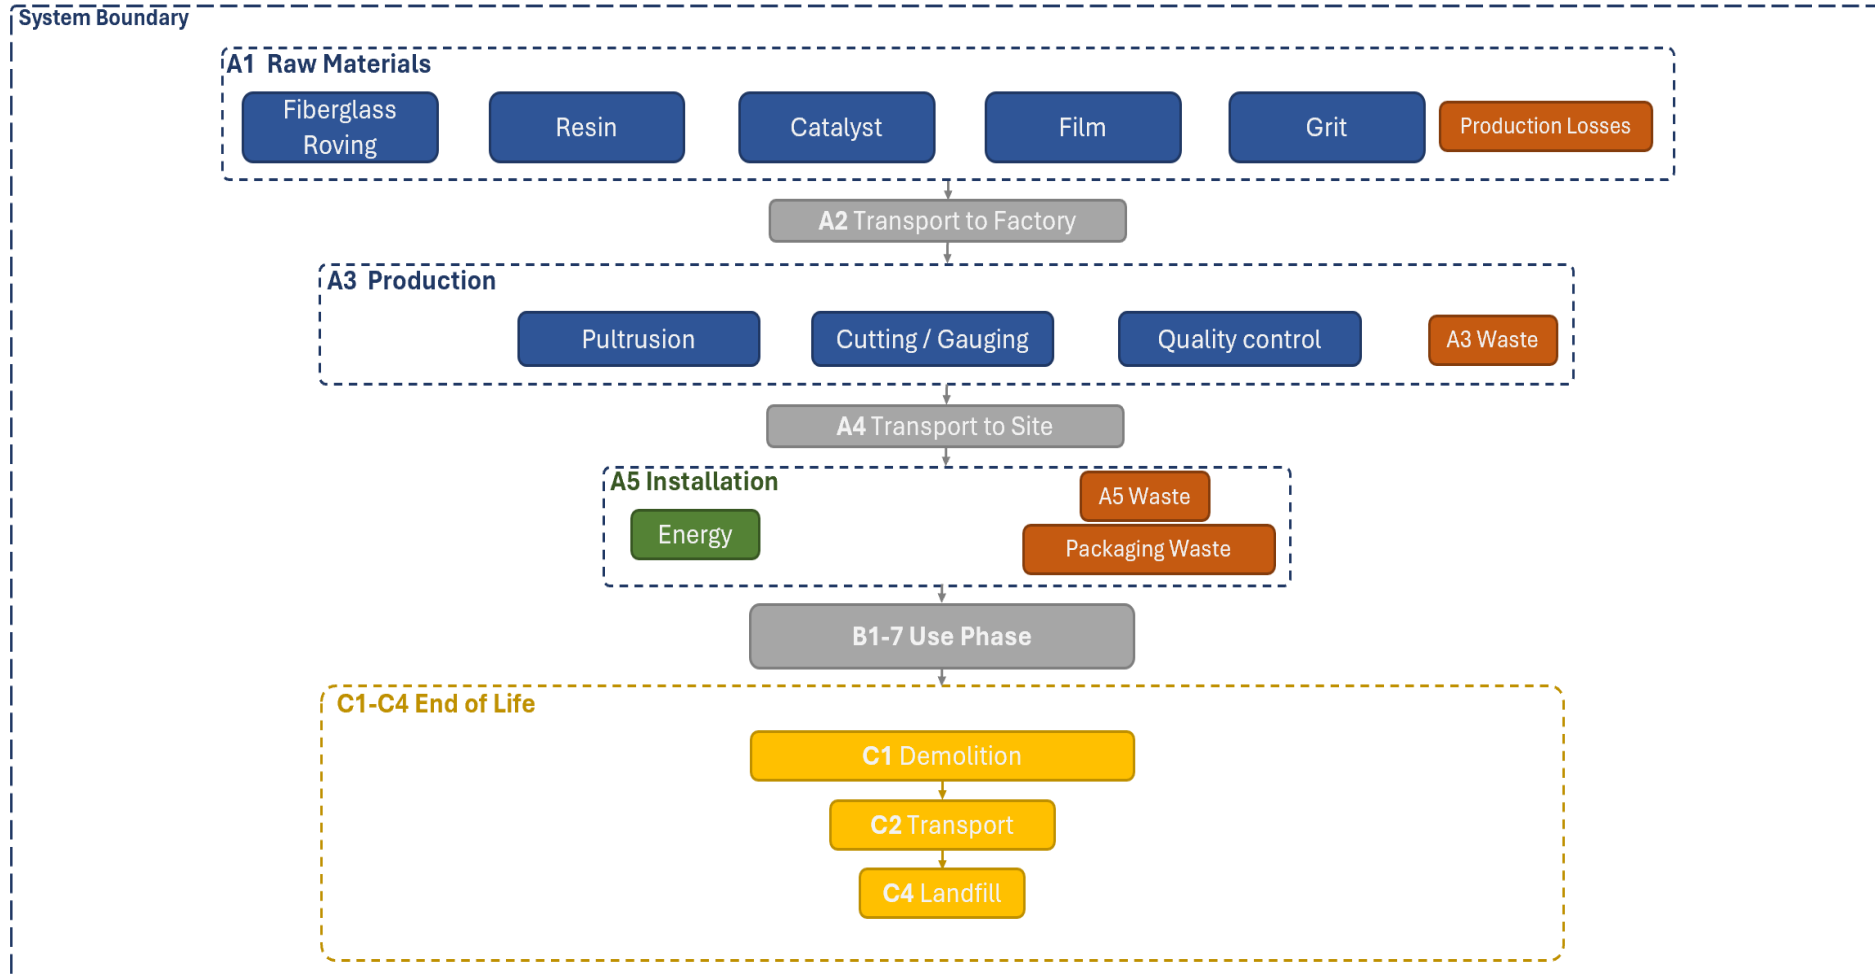 System Boundary
A1 Raw Materials
Fiberglass
Roving
Resin
Catalyst
Film
Grit
Production Losses
A2 Transport to Factory
A3 Production
Pultrusion
Cutting / Gauging
Quality control
A3 Waste
A4 Transport to Site
A5 Installation
A5 Waste
Energy
Packaging Waste
B1-7 Use Phase
C1-C4 End of Life
C1 Demolition
C2 Transport
C4 Landfill